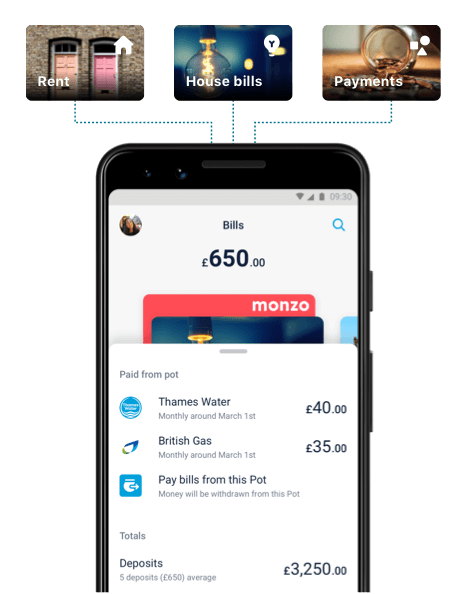 Rent
House bills
Payments
09:30
Bills
£650.00
monzo
Paid from pot
Thames Water
£40.00
Monthly around March 1st
British Gas
£35.00
Monthly around March 1st
Pay bills from this Pot
Money will be withdrawn from this Pot
Totals
Deposits
£3,250.00
5 deposits (£650) average